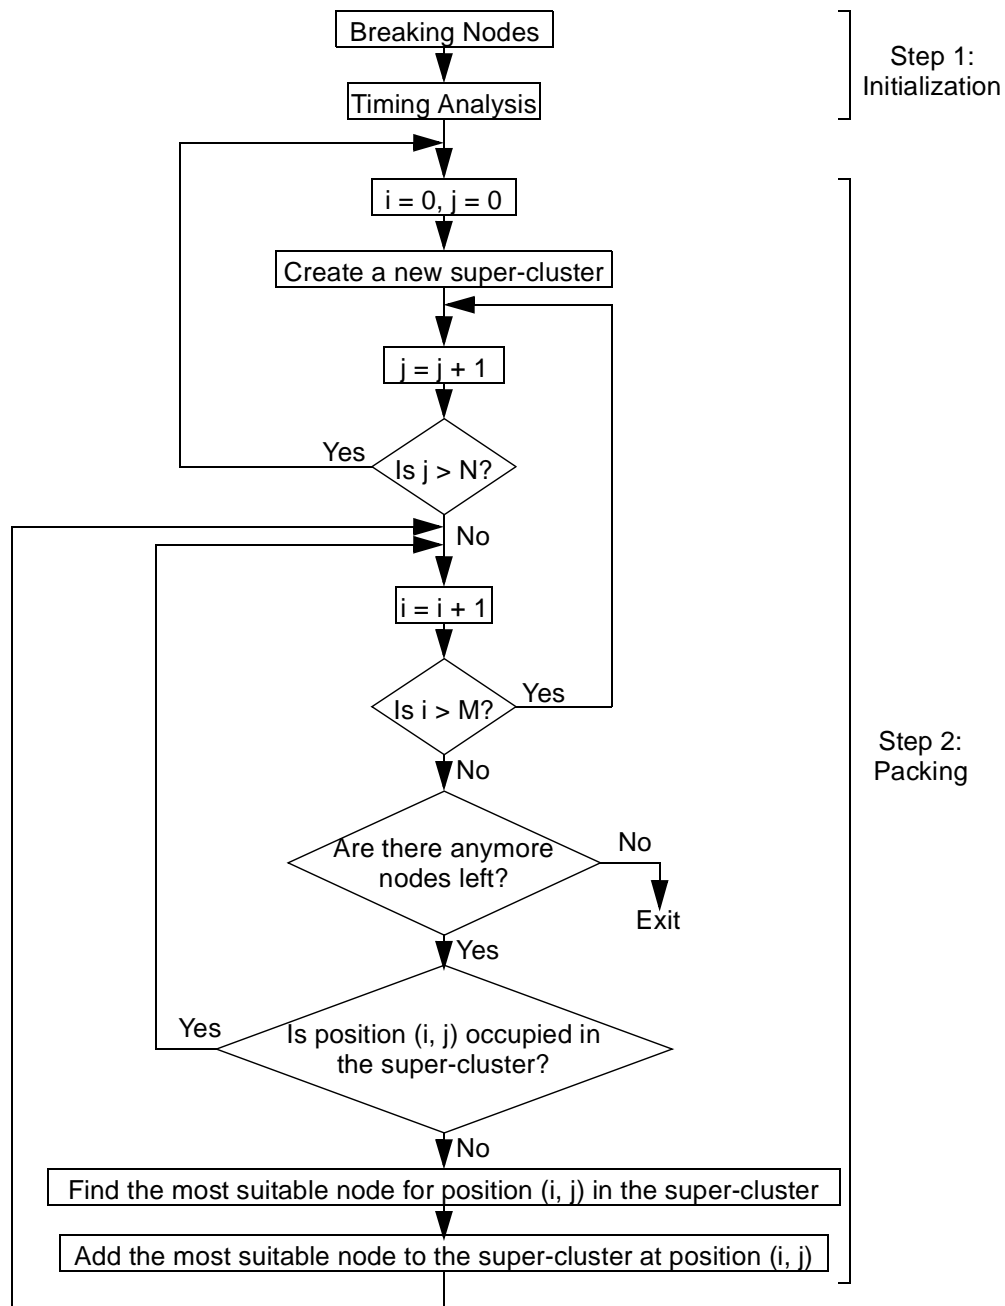 Breaking Nodes
Step 1:
Initialization
Timing Analysis
i = 0, j = 0
Create a new super-cluster
j = j + 1
Yes
Is j > N?
No
i = i + 1
Is i > M?
Yes
Step 2:
Packing
No
Are there anymore
nodes left?
No
Exit
Yes
Yes
Is position (i, j) occupied in
the super-cluster?
No
Find the most suitable node for position (i, j) in the super-cluster
Add the most suitable node to the super-cluster at position (i, j)